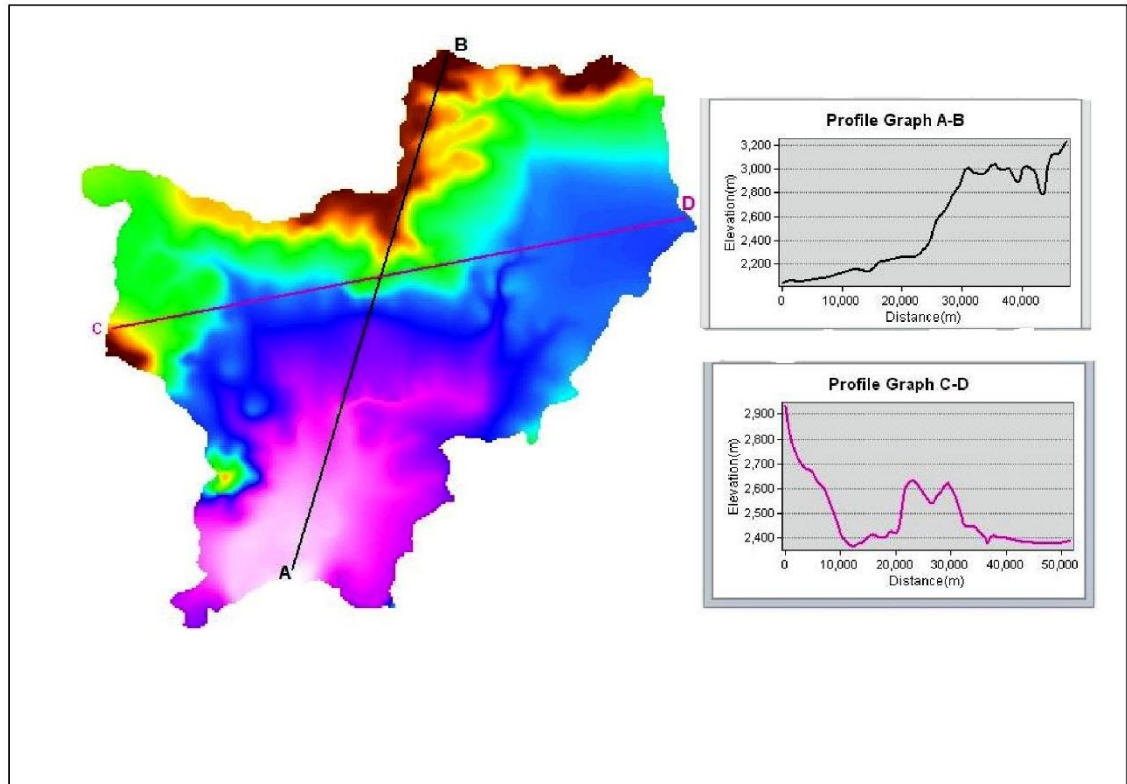 B
D
C
A
Profile Graph A-B
Elevation(m)
3,200
3,000
2,800
2,600
2,400
2,200
0 10,000 20,000 30,000 40,000
Distance(m)
Profile Graph C-D
Elevation(m)
2,900
2,800
2,700
2,600
2,500
2,400
0 10,000 20,000 30,000 40,000 50,000
Distance(m)